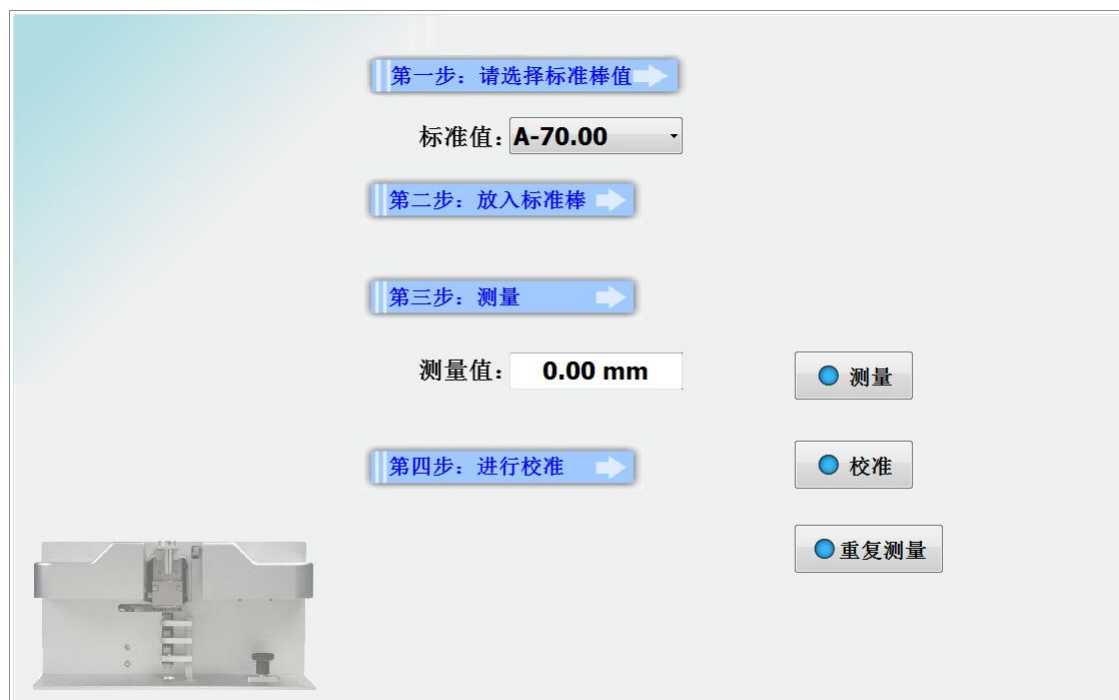 第一步：请选择标准棒值
标准值：A-70.00
第二步：放入标准棒
第三步：测量
测量值：0.00 mm
测量
第四步：进行校准
校准
重复测量